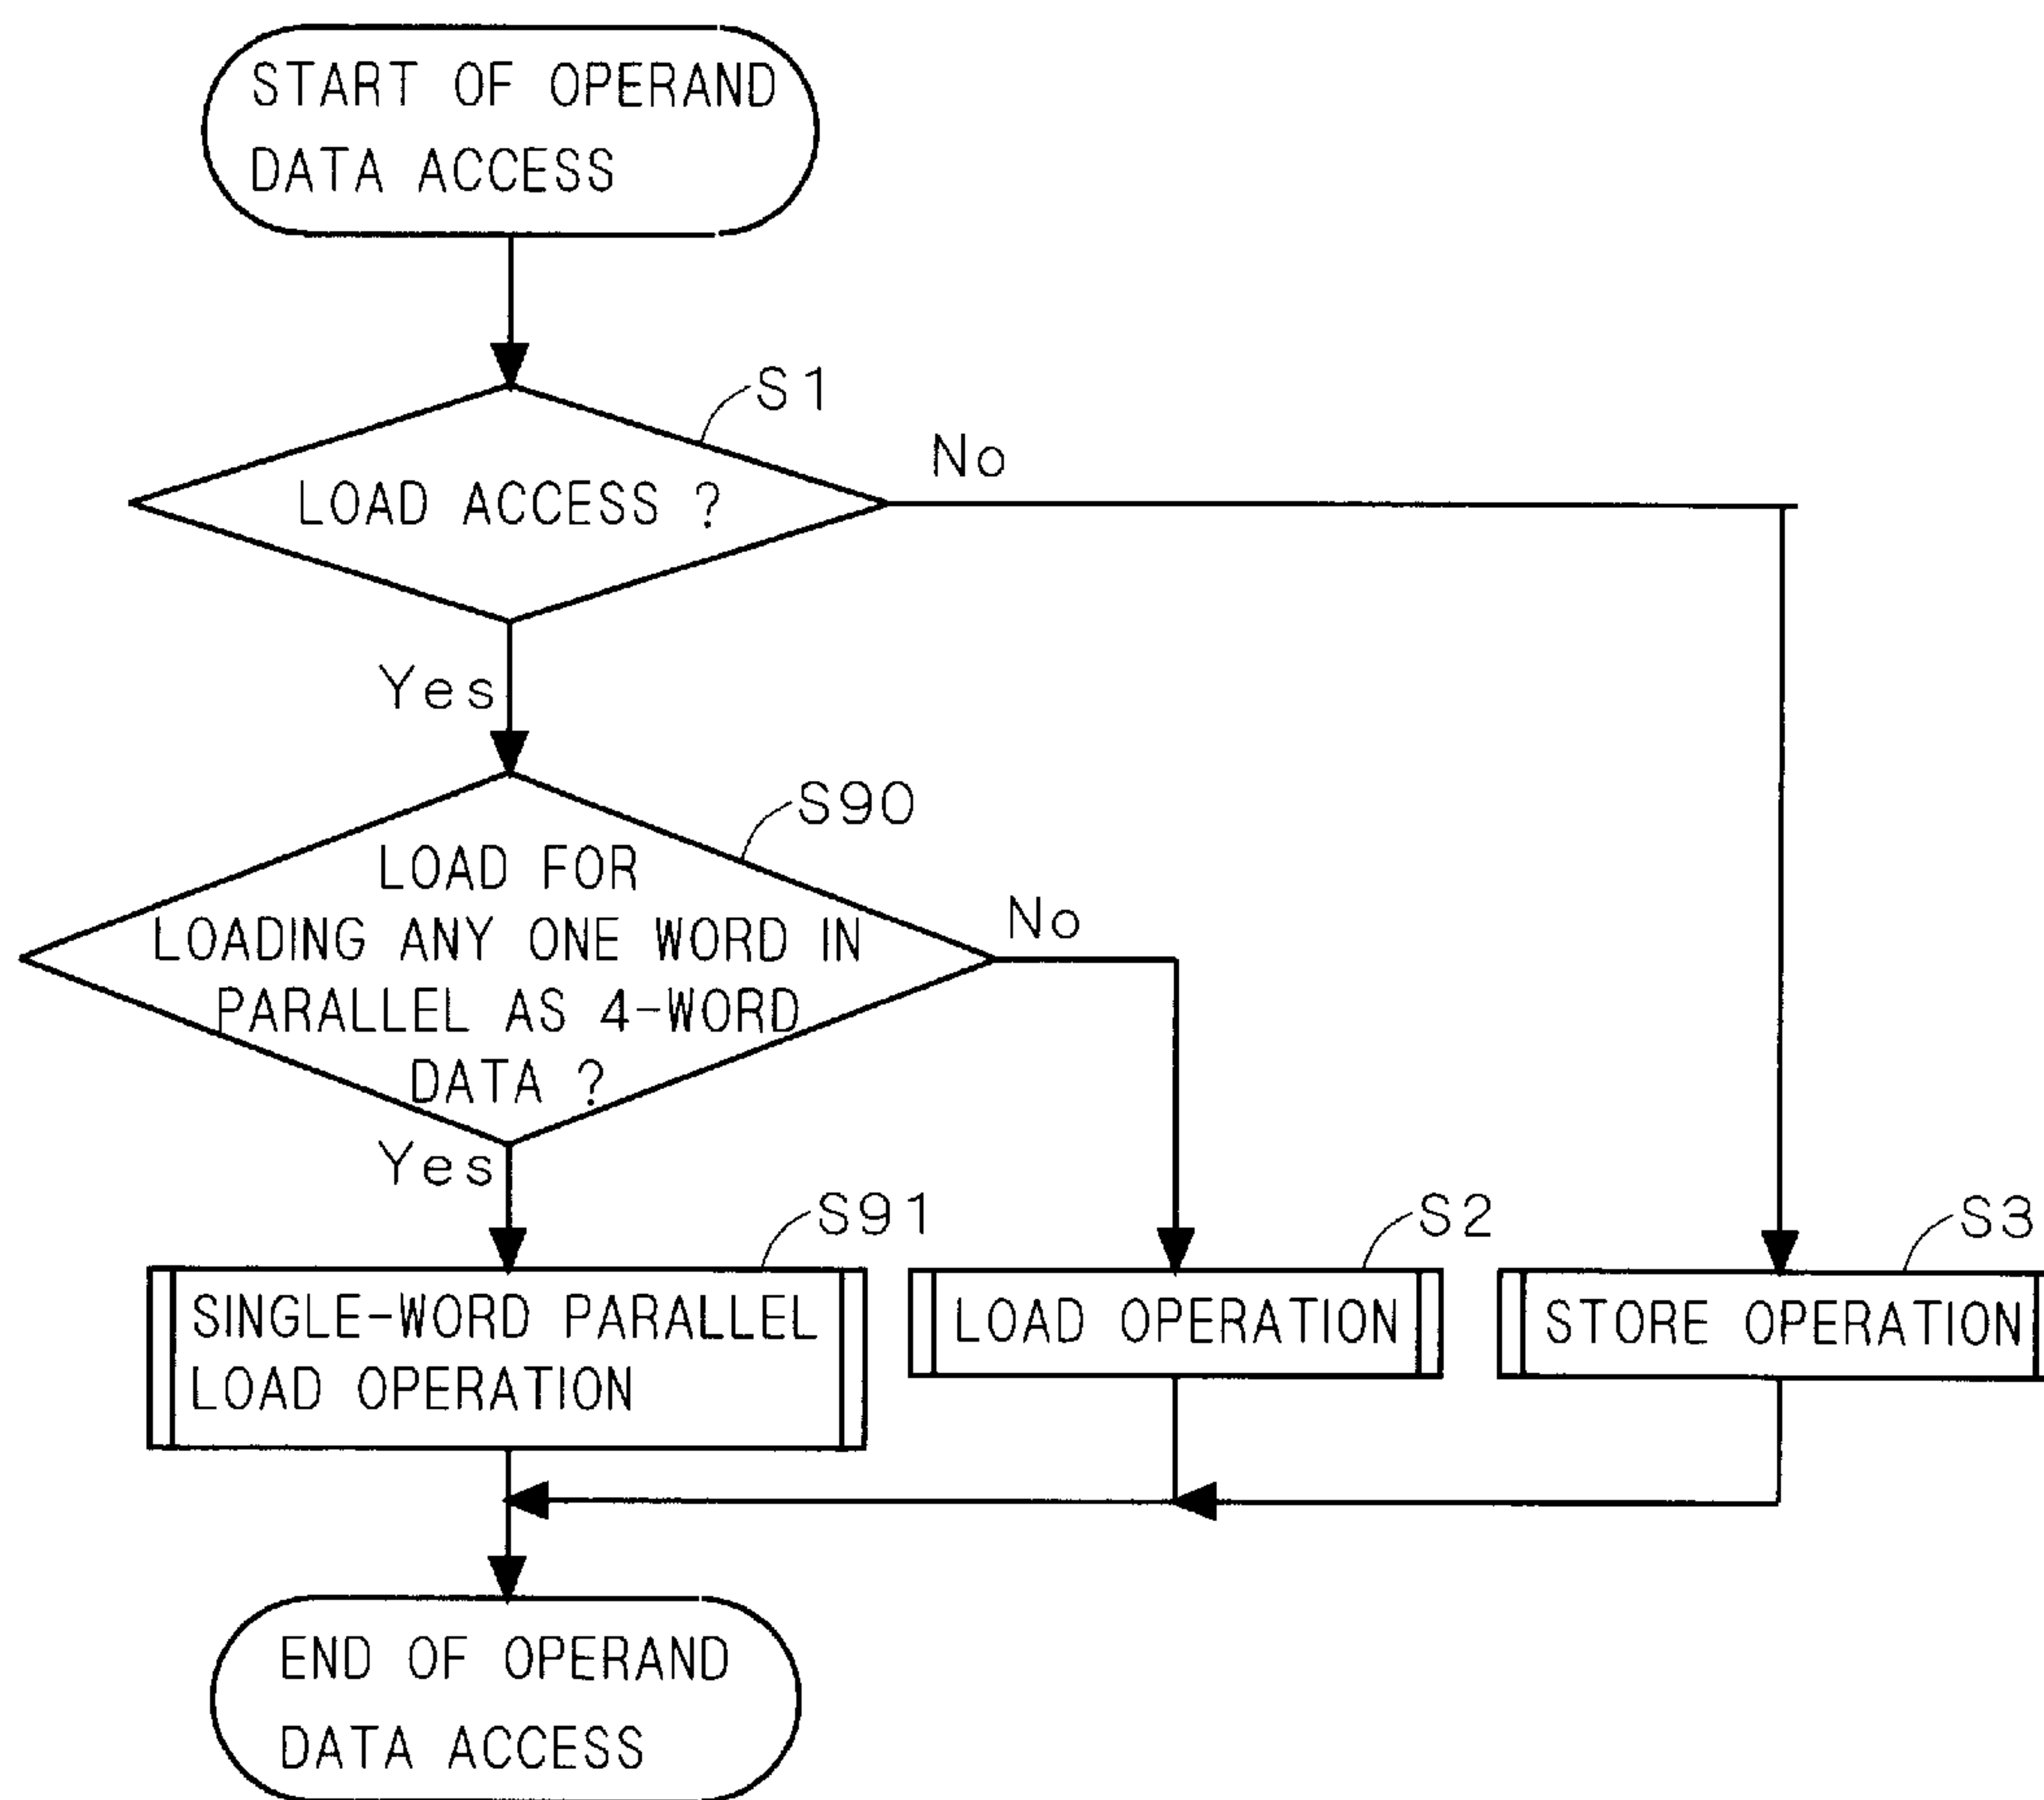 START OF OPERAND
DATA ACCESS
S1
LOAD ACCESS ?
No
Yes
S90
LOAD FOR
LOADING ANY ONE WORD IN
PARALLEL AS 4-WORD
DATA ?
No
Yes
S91
SINGLE-WORD PARALLEL
LOAD OPERATION
S2
LOAD OPERATION
S3
STORE OPERATION
END OF OPERAND
DATA ACCESS